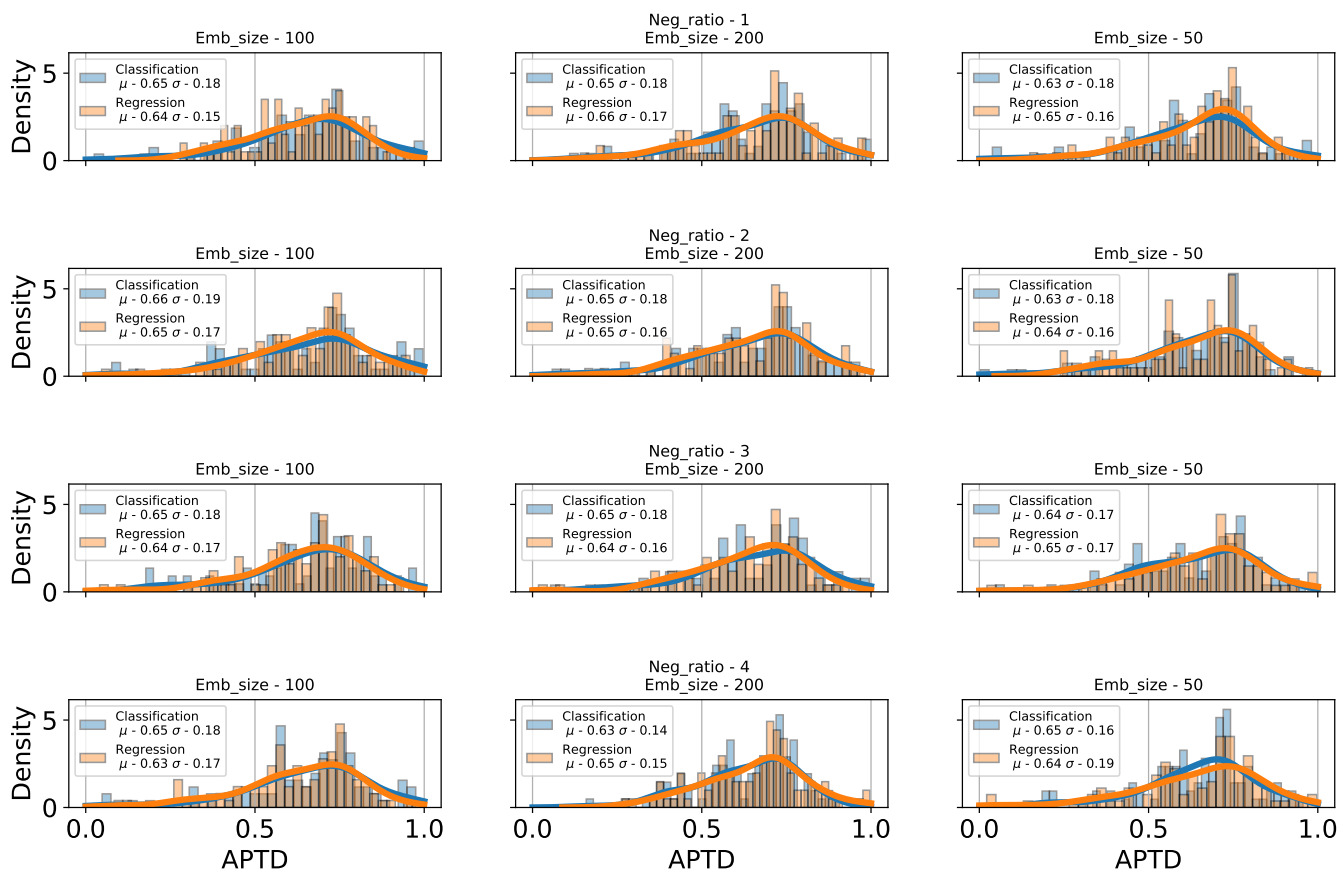 Neg_ratio - 1
Emb_size - 100
Emb_size - 200
Emb_size - 50
Density
5
0
Classification
μ - 0.65 σ - 0.18
Regression
μ - 0.64 σ - 0.15
Classification
μ - 0.65 σ - 0.18
Regression
μ - 0.66 σ - 0.17
Classification
μ - 0.63 σ - 0.18
Regression
μ - 0.65 σ - 0.16
Neg_ratio - 2
Emb_size - 100
Emb_size - 200
Emb_size - 50
Density
5
0
Classification
μ - 0.66 σ - 0.19
Regression
μ - 0.65 σ - 0.17
Classification
μ - 0.65 σ - 0.18
Regression
μ - 0.65 σ - 0.16
Classification
μ - 0.63 σ - 0.18
Regression
μ - 0.64 σ - 0.16
Neg_ratio - 3
Emb_size - 100
Emb_size - 200
Emb_size - 50
Density
5
0
Classification
μ - 0.65 σ - 0.18
Regression
μ - 0.64 σ - 0.17
Classification
μ - 0.65 σ - 0.18
Regression
μ - 0.64 σ - 0.16
Classification
μ - 0.64 σ - 0.17
Regression
μ - 0.65 σ - 0.17
Neg_ratio - 4
Emb_size - 100
Emb_size - 200
Emb_size - 50
Density
5
0
Classification
μ - 0.65 σ - 0.18
Regression
μ - 0.63 σ - 0.17
Classification
μ - 0.63 σ - 0.14
Regression
μ - 0.65 σ - 0.15
Classification
μ - 0.65 σ - 0.16
Regression
μ - 0.64 σ - 0.19
0.0 0.5 1.0
0.0 0.5 1.0
0.0 0.5 1.0
APTD
APTD
APTD